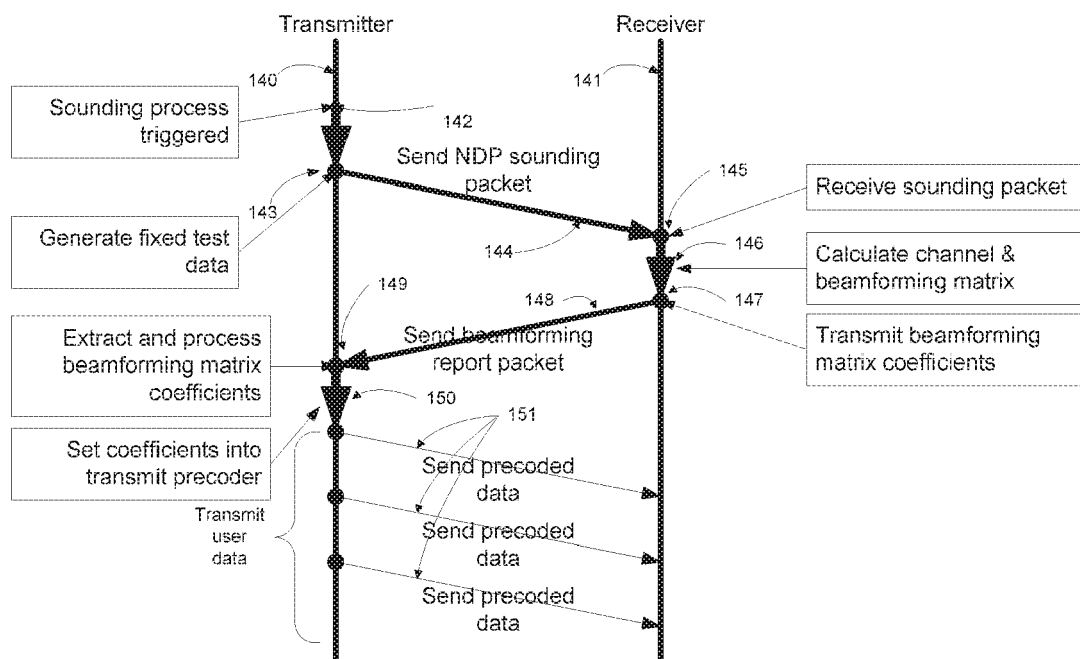 Transmitter
Receiver
140
141
Sounding process
triggered
142
Send NDP sounding
packet
145
Receive sounding packet
143
144
Generate fixed test
data
146
Calculate channel &
beamforming matrix
149
148
147
Extract and process
beamforming matrix
coefficients
Send beamforming
report packet
Transmit beamforming
matrix coefficients
150
151
Set coefficients into
transmit precoder
Send precoded
data
Transmit
user
data
Send precoded
data
Send precoded
data